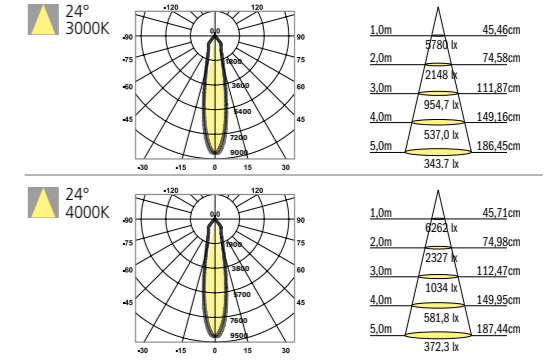 24°
3000K
-120 120
-90 0,0 90
-75 1800 75
-60 3600 60
-45 5400 45
7200
9000
-30 -15 0 15 30
1,0m 45,46cm
5780 lx
2,0m 74,58cm
2148 lx
3,0m 111,87cm
954,7 lx
4,0m 149,16cm
537,0 lx
5,0m 186,45cm
343.7 lx
24°
4000K
-120 120
-90 0,0 90
-75 1900 75
-60 3800 60
-45 5700 45
7600
9500
-30 -15 0 15 30
1,0m 45,71cm
6262 lx
2,0m 74,98cm
2327 lx
3,0m 112,47cm
1034 lx
4,0m 149,95cm
581,8 lx
5,0m 187,44cm
372,3 lx